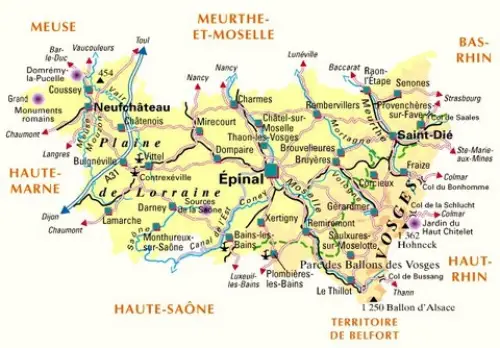 MEUSE
MEURTHE-
ET-MOSELLE
BAS-
RHIN
Toul
Bar-
le-Duc
Vaucouleurs
Domrémy-
la-Pucelle
454
Nancy
Nancy
Lunéville
Baccarat
Raon-
l'Étape
Senones
Coussey
Vair
Grand
Monuments
romains
Neufchâteau
Charmes
Rambervillers
Meurthe
Provenchères-
sur-Fave
Strasbourg
Col de Saales
Chaumont
Meuse
Mouzon
Châtenois
Mirecourt
Châtel-sur-
Moselle
Thaon-les-Vosges
Mortagne
Saint-Dié
Langres
Plaine
Dompaire
Brouvelieures
Bruyères
Ste-Marie-
aux-Mines
Bulgnéville
Vittel
Contrexéville
Épinal
Vologne
Fraize
Corcieux
Colmar
Col du Bonhomme
HAUTE-
MARNE
A31
de Lorraine
Moselle
VOSGES
Col de la Schlucht
Colmar
Dijon
Lamarche
Darney
Sources
de la Saône
Coney
Xertigny
Gérardmer
Jardin du
Haut Chitelet
Remiremont
1 362
Hohneck
Monthureux-
sur-Saône
Saône
Canal de l'Est
Bains-les-
Bains
Saulxures-
sur-Moselotte
Parc des Ballons des Vosges
HAUT-
RHIN
Chaumont
Luxeuil-
les-Bains
Plombières-
les-Bains
Le Thillot
Col de Bussang
Thann
HAUTE-SAÔNE
1 250 Ballon d'Alsace
TERRITOIRE
DE BELFORT